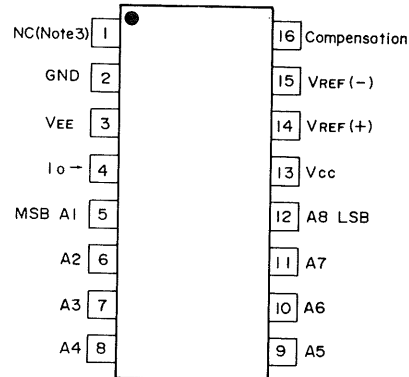 NC(Note3) 1 16 Compensation
GND 2 15 VREF(-)
VEE 3 14 VREF(+)
Io→ 4 13 Vcc
MSB A1 5 12 A8 LSB
A2 6 11 A7
A3 7 10 A6
A4 8 9 A5